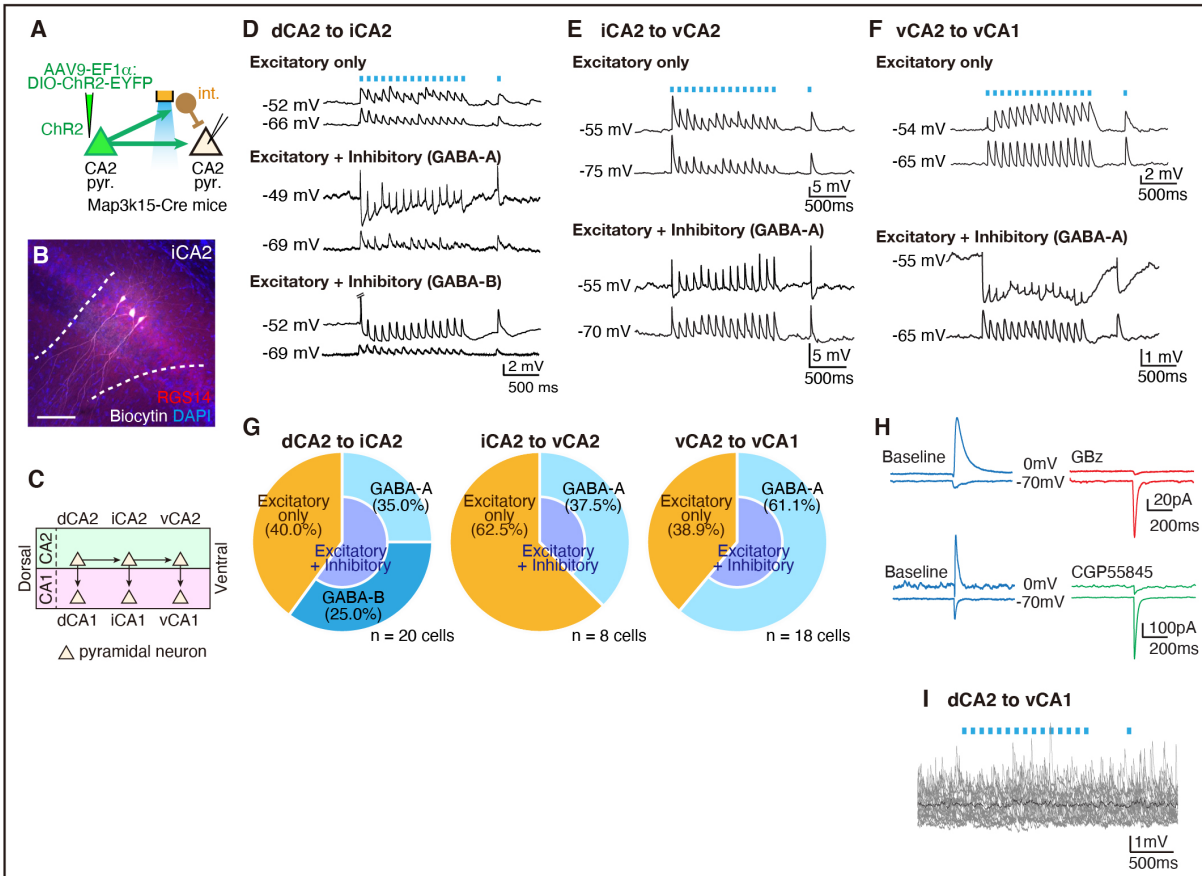 A
AAV9-EF1α:
DIO-ChR2-EYFP
int.
ChR2
CA2
pyr.
CA2
pyr.
Map3k15-Cre mice
B
iCA2
RGS14
Biocytin DAPI
C
dCA2 iCA2 vCA2
Dorsal
CA2
CA1
Ventral
dCA1 iCA1 vCA1
pyramidal neuron
D dCA2 to iCA2
Excitatory only
-52 mV
-66 mV
Excitatory + Inhibitory (GABA-A)
-49 mV
-69 mV
Excitatory + Inhibitory (GABA-B)
-52 mV
-69 mV
2 mV
500 ms
E iCA2 to vCA2
Excitatory only
-55 mV
-75 mV
5 mV
500ms
Excitatory + Inhibitory (GABA-A)
-55 mV
-70 mV
5 mV
500ms
F vCA2 to vCA1
Excitatory only
-54 mV
-65 mV
2 mV
500ms
Excitatory + Inhibitory (GABA-A)
-55 mV
-65 mV
1 mV
500ms
G
dCA2 to iCA2
Excitatory
only
(40.0%)
GABA-A
(35.0%)
Excitatory
+ Inhibitory
GABA-B
(25.0%)
n = 20 cells
iCA2 to vCA2
Excitatory
only
(62.5%)
GABA-A
(37.5%)
Excitatory
+ Inhibitory
n = 8 cells
vCA2 to vCA1
Excitatory
only
(38.9%)
GABA-A
(61.1%)
Excitatory
+ Inhibitory
n = 18 cells
H
Baseline
0mV
-70mV
GBz
20pA
200ms
Baseline
0mV
-70mV
CGP55845
100pA
200ms
I dCA2 to vCA1
1mV
500ms